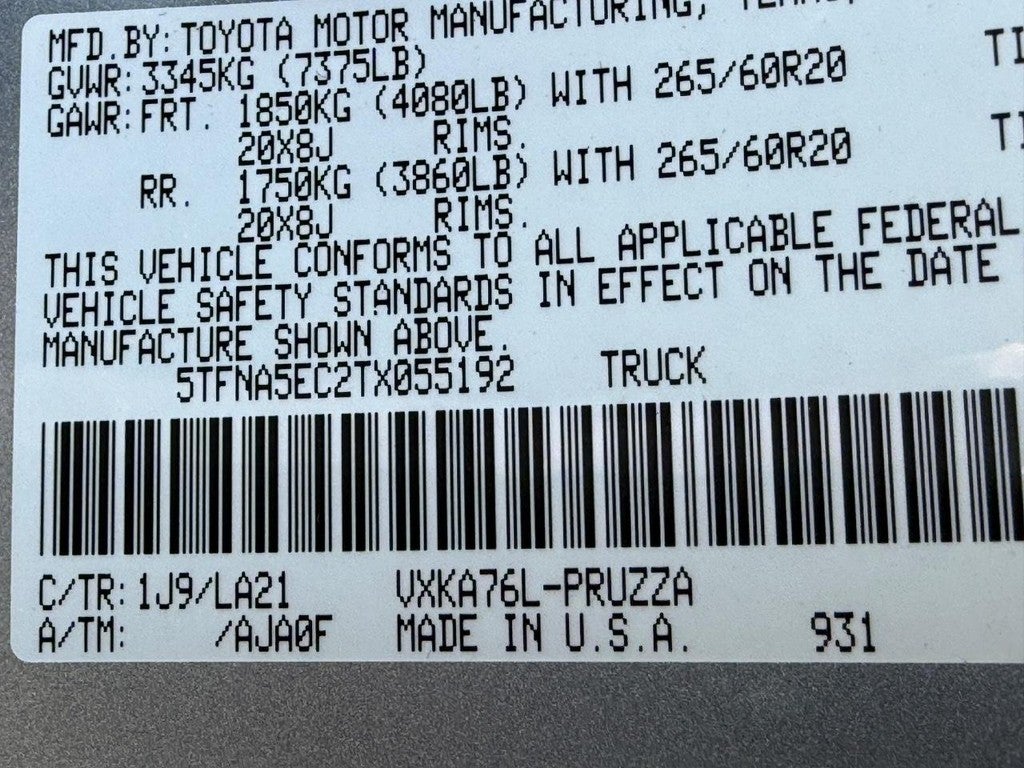 MFD.BY:TOYOTA MOTOR MANUFACTURING,
GVWR:3345KG (7375LB)
GAWR:FRT. 1850KG (4080LB) WITH 265/60R20 TI
20X8J RIMS.
RR. 1750KG (3860LB) WITH 265/60R20 TI
20X8J RIMS.
THIS VEHICLE CONFORMS TO ALL APPLICABLE FEDERAL
VEHICLE SAFETY STANDARDS IN EFFECT ON THE DATE
MANUFACTURE SHOWN ABOVE.
5TFNA5EC2TX055192 TRUCK
C/TR:1J9/LA21 VXKA76L-PRUZZA
A/TM: /AJA0F MADE IN U.S.A. 931